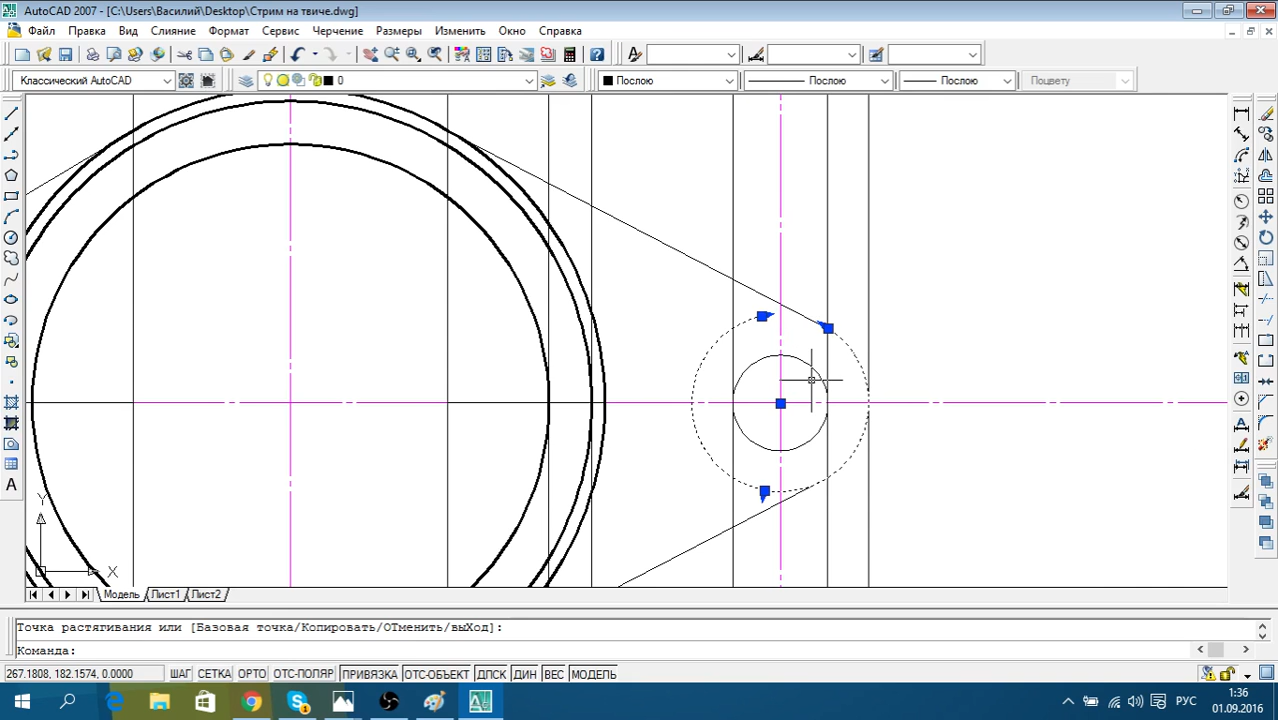 AutoCAD 2007 - [C:\Users\Василий\Desktop\Стрим на твиче.dwg]
Файл Правка Вид Слияние Формат Сервис Черчение Размеры Изменить Окно Справка
Классический AutoCAD 0 Послою Послою Послою Поцвету
Y
X
Модель Лист1 Лист2
Точка растягивания или [Базовая точка/Копировать/ОТменить/выХод]:
Команда:
267.1808, 182.1574, 0.0000 ШАГ СЕТКА ОРТО ОТС-ПОЛЯР ПРИВЯЗКА ОТС-ОБЪЕКТ ДПСК ДИН ВЕС МОДЕЛЬ
РУС
1:36
01.09.2016